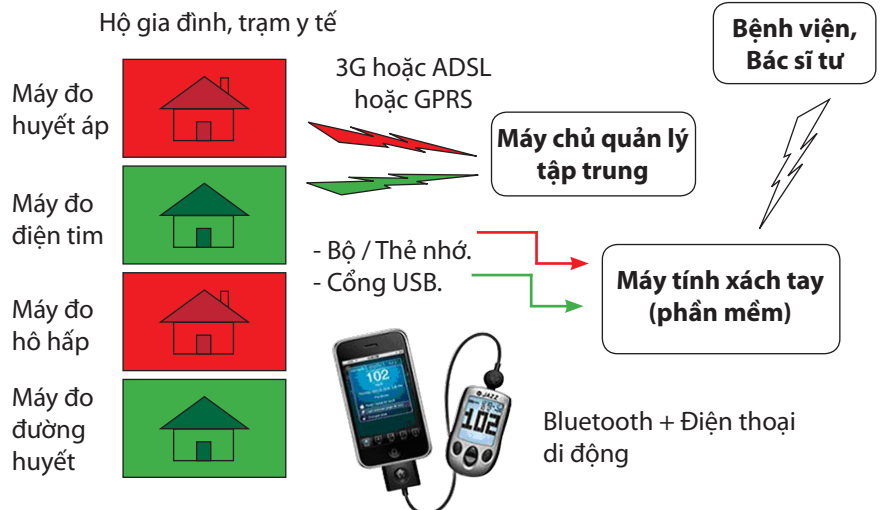 Hộ gia đình, trạm y tế
Bệnh viện,
Bác sĩ tư
Máy đo
huyết áp
3G hoặc ADSL
hoặc GPRS
Máy chủ quản lý
tập trung
Máy đo
điện tim
- Bộ / Thẻ nhớ.
- Cổng USB.
Máy tính xách tay
(phần mềm)
Máy đo
hô hấp
Máy đo
đường
huyết
102
JAZZ
102
Bluetooth + Điện thoại
di động